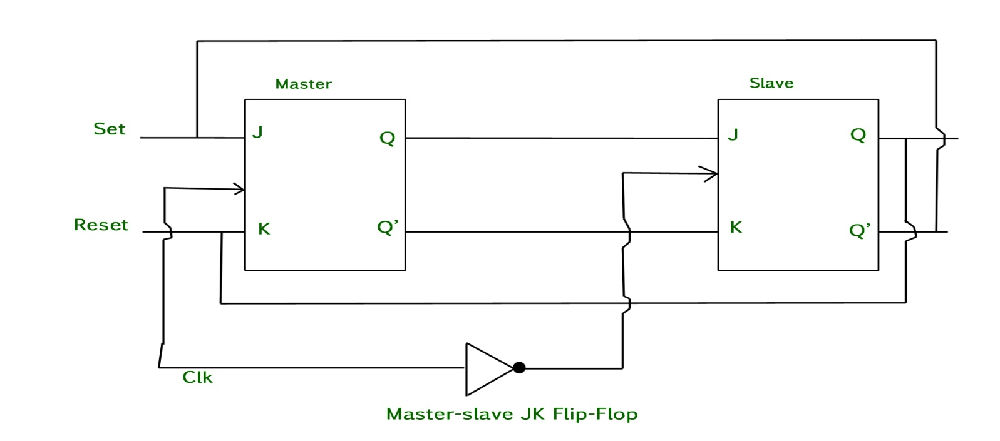 Master
Slave
Set
J
Q
J
Q
Reset
K
Q'
K
Q'
Clk
Master-slave JK Flip-Flop